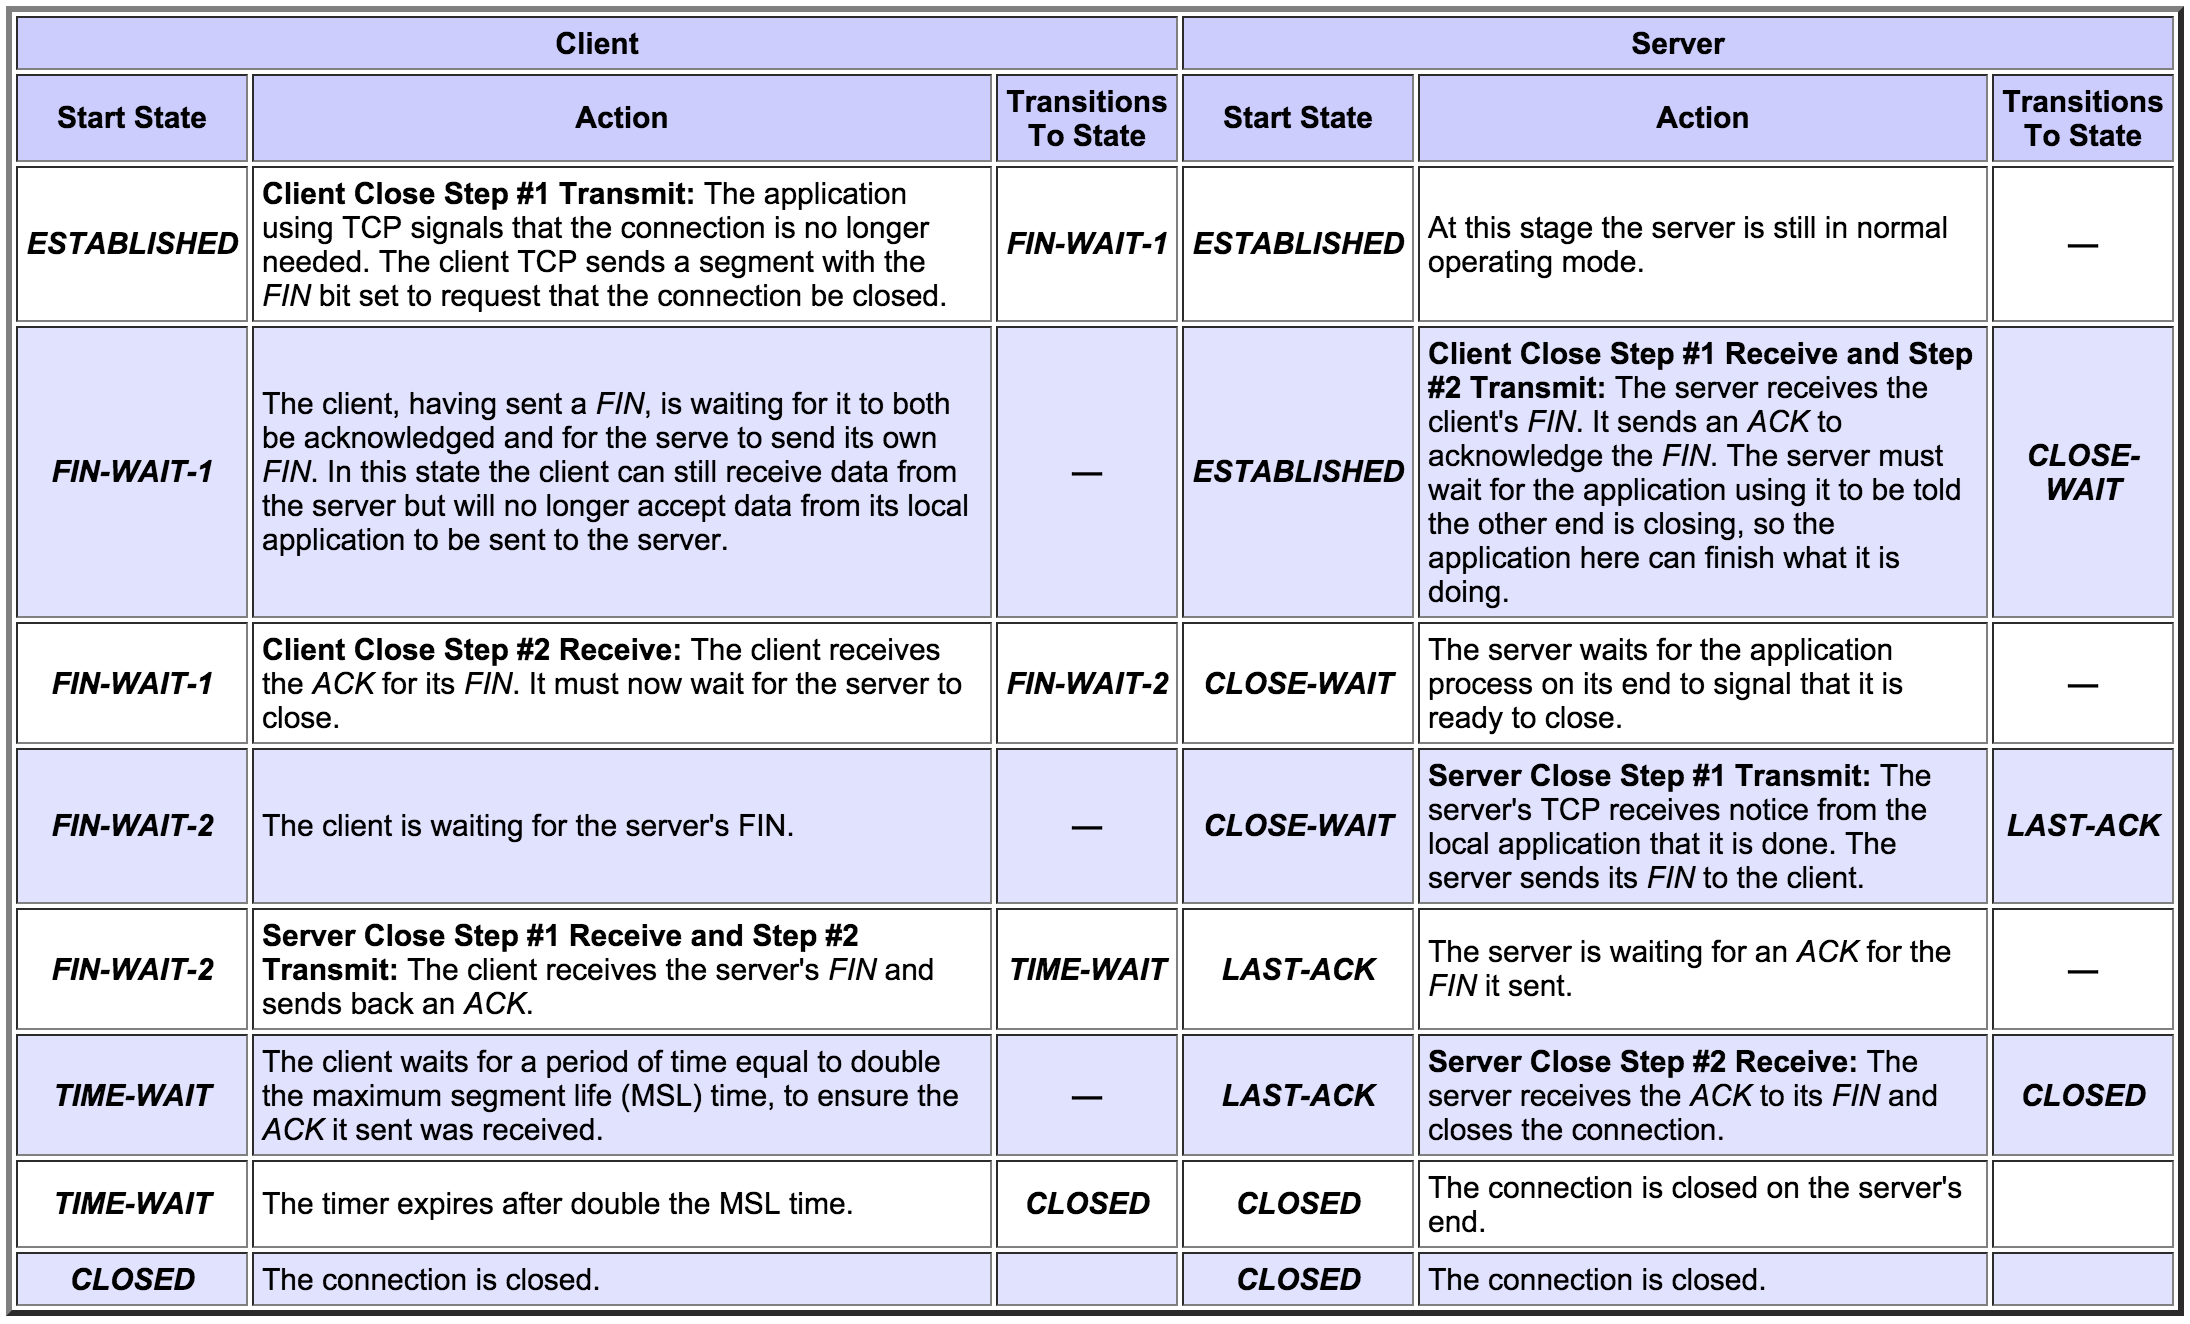 Client
Server
Start State
Action
Transitions
To State
Start State
Action
Transitions
To State
ESTABLISHED
Client Close Step #1 Transmit: The application
using TCP signals that the connection is no longer
needed. The client TCP sends a segment with the
FIN bit set to request that the connection be closed.
FIN-WAIT-1
ESTABLISHED
At this stage the server is still in normal
operating mode.
—
FIN-WAIT-1
The client, having sent a FIN, is waiting for it to both
be acknowledged and for the serve to send its own
FIN. In this state the client can still receive data from
the server but will no longer accept data from its local
application to be sent to the server.
—
ESTABLISHED
Client Close Step #1 Receive and Step
#2 Transmit: The server receives the
client's FIN. It sends an ACK to
acknowledge the FIN. The server must
wait for the application using it to be told
the other end is closing, so the
application here can finish what it is
doing.
CLOSE-
WAIT
FIN-WAIT-1
Client Close Step #2 Receive: The client receives
the ACK for its FIN. It must now wait for the server to
close.
FIN-WAIT-2
CLOSE-WAIT
The server waits for the application
process on its end to signal that it is
ready to close.
—
FIN-WAIT-2
The client is waiting for the server's FIN.
—
CLOSE-WAIT
Server Close Step #1 Transmit: The
server's TCP receives notice from the
local application that it is done. The
server sends its FIN to the client.
LAST-ACK
FIN-WAIT-2
Server Close Step #1 Receive and Step #2
Transmit: The client receives the server's FIN and
sends back an ACK.
TIME-WAIT
LAST-ACK
The server is waiting for an ACK for the
FIN it sent.
—
TIME-WAIT
The client waits for a period of time equal to double
the maximum segment life (MSL) time, to ensure the
ACK it sent was received.
—
LAST-ACK
Server Close Step #2 Receive: The
server receives the ACK to its FIN and
closes the connection.
CLOSED
TIME-WAIT
The timer expires after double the MSL time.
CLOSED
CLOSED
The connection is closed on the server's
end.
CLOSED
The connection is closed.
CLOSED
The connection is closed.